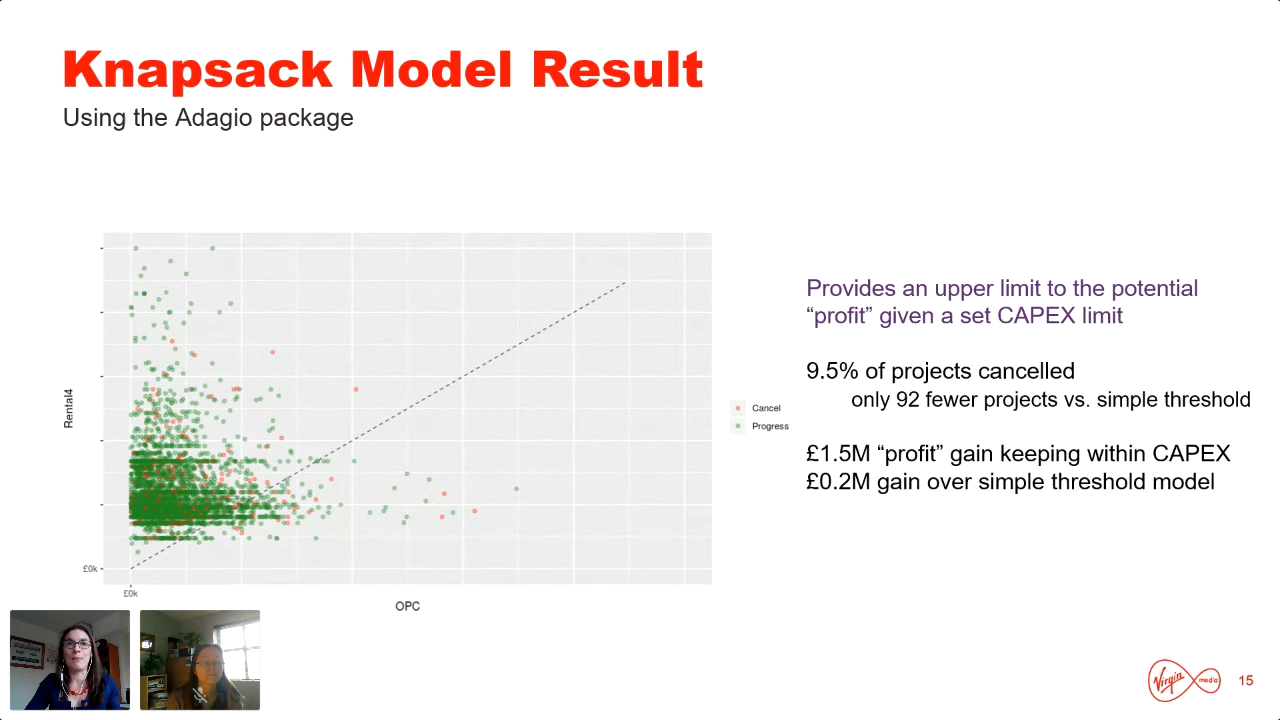 Knapsack Model Result
Using the Adagio package
Rental4
£0k
£0k
OPC
Cancel
Progress
Provides an upper limit to the potential
“profit” given a set CAPEX limit
9.5% of projects cancelled
only 92 fewer projects vs. simple threshold
£1.5M “profit” gain keeping within CAPEX
£0.2M gain over simple threshold model
Virgin media
15